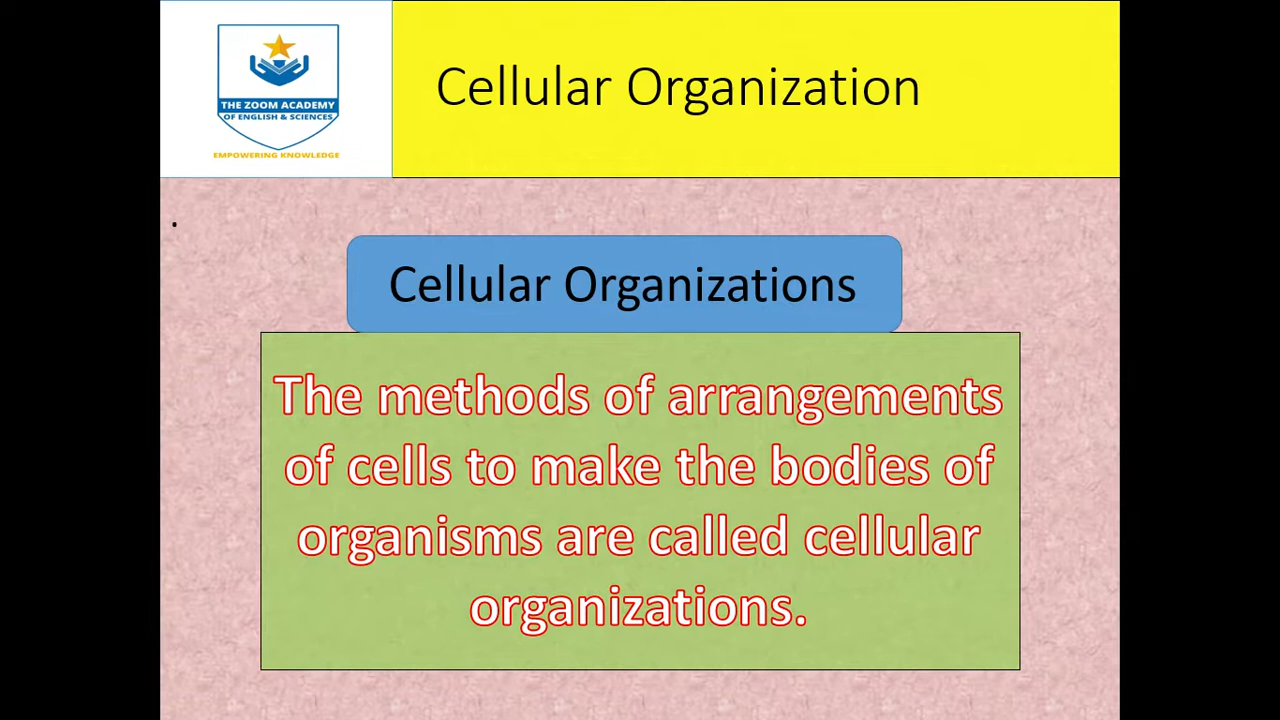 THE ZOOM ACADEMY
OF ENGLISH & SCIENCES
EMPOWERING KNOWLEDGE
Cellular Organization
.
Cellular Organizations
The methods of arrangements
of cells to make the bodies of
organisms are called cellular
organizations.